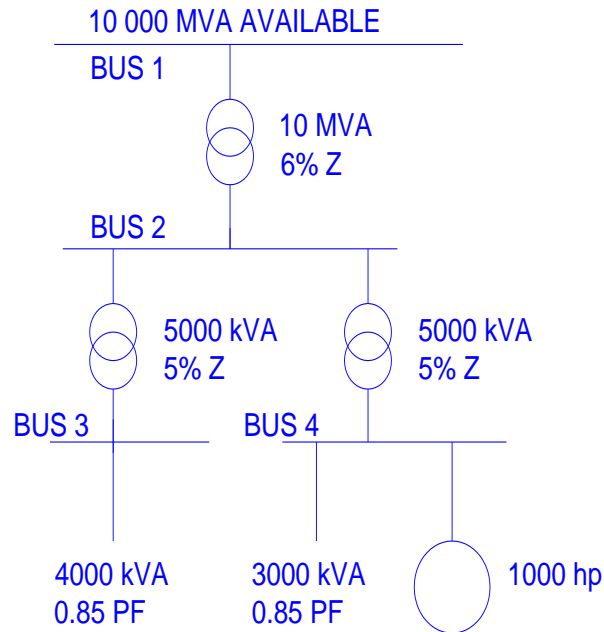 10 000 MVA AVAILABLE
BUS 1
10 MVA
6% Z
BUS 2
5000 kVA
5% Z
5000 kVA
5% Z
BUS 3
BUS 4
4000 kVA
0.85 PF
3000 kVA
0.85 PF
1000 hp